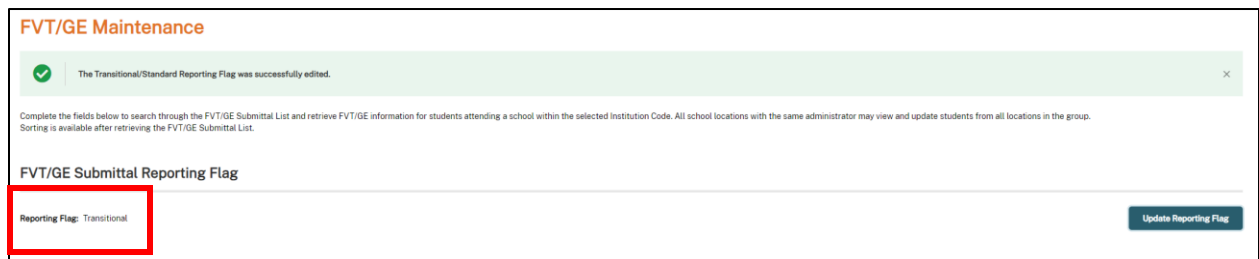 FVT/GE Maintenance
The Transitional/Standard Reporting Flag was successfully edited.
Complete the fields below to search through the FVT/GE Submittal List and retrieve FVT/GE information for students attending a school within the selected Institution Code. All school locations with the same administrator may view and update students from all locations in the group.
Sorting is available after retrieving the FVT/GE Submittal List.
FVT/GE Submittal Reporting Flag
Reporting Flag: Transitional
Update Reporting Flag